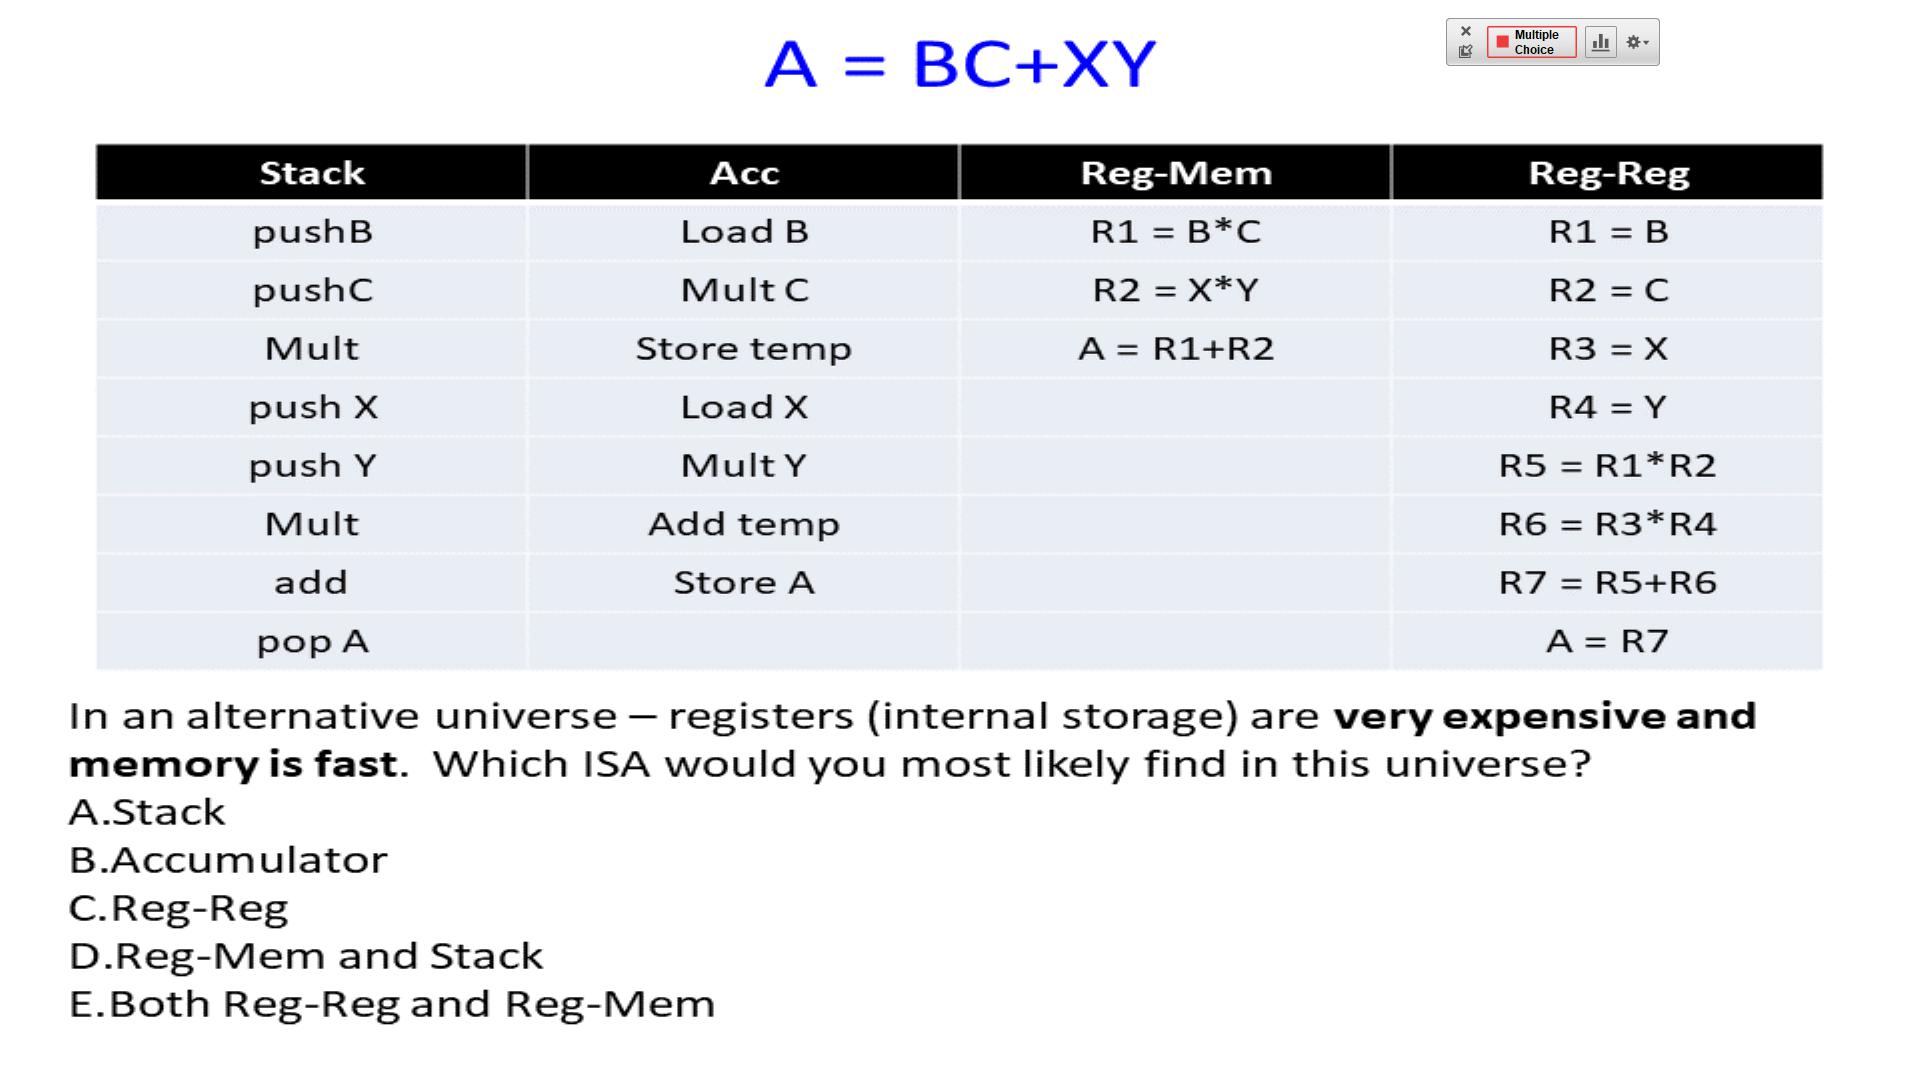 A = BC+XY
Multiple
Choice
Stack Acc Reg-Mem Reg-Reg
pushB Load B R1 = B*C R1 = B
pushC Mult C R2 = X*Y R2 = C
Mult Store temp A = R1+R2 R3 = X
push X Load X R4 = Y
push Y Mult Y R5 = R1*R2
Mult Add temp R6 = R3*R4
add Store A R7 = R5+R6
pop A A = R7
In an alternative universe – registers (internal storage) are very expensive and
memory is fast. Which ISA would you most likely find in this universe?
A.Stack
B.Accumulator
C.Reg-Reg
D.Reg-Mem and Stack
E.Both Reg-Reg and Reg-Mem